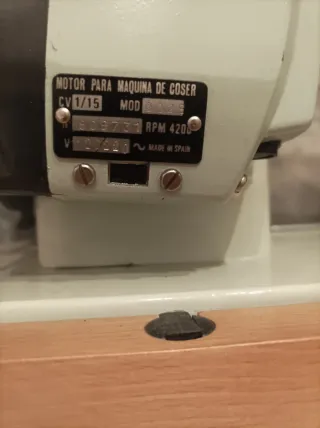 MOTOR PARA MAQUINA DE COSER
CV 1/15 MOD
RPM 4200
V ~ MADE IN SPAIN